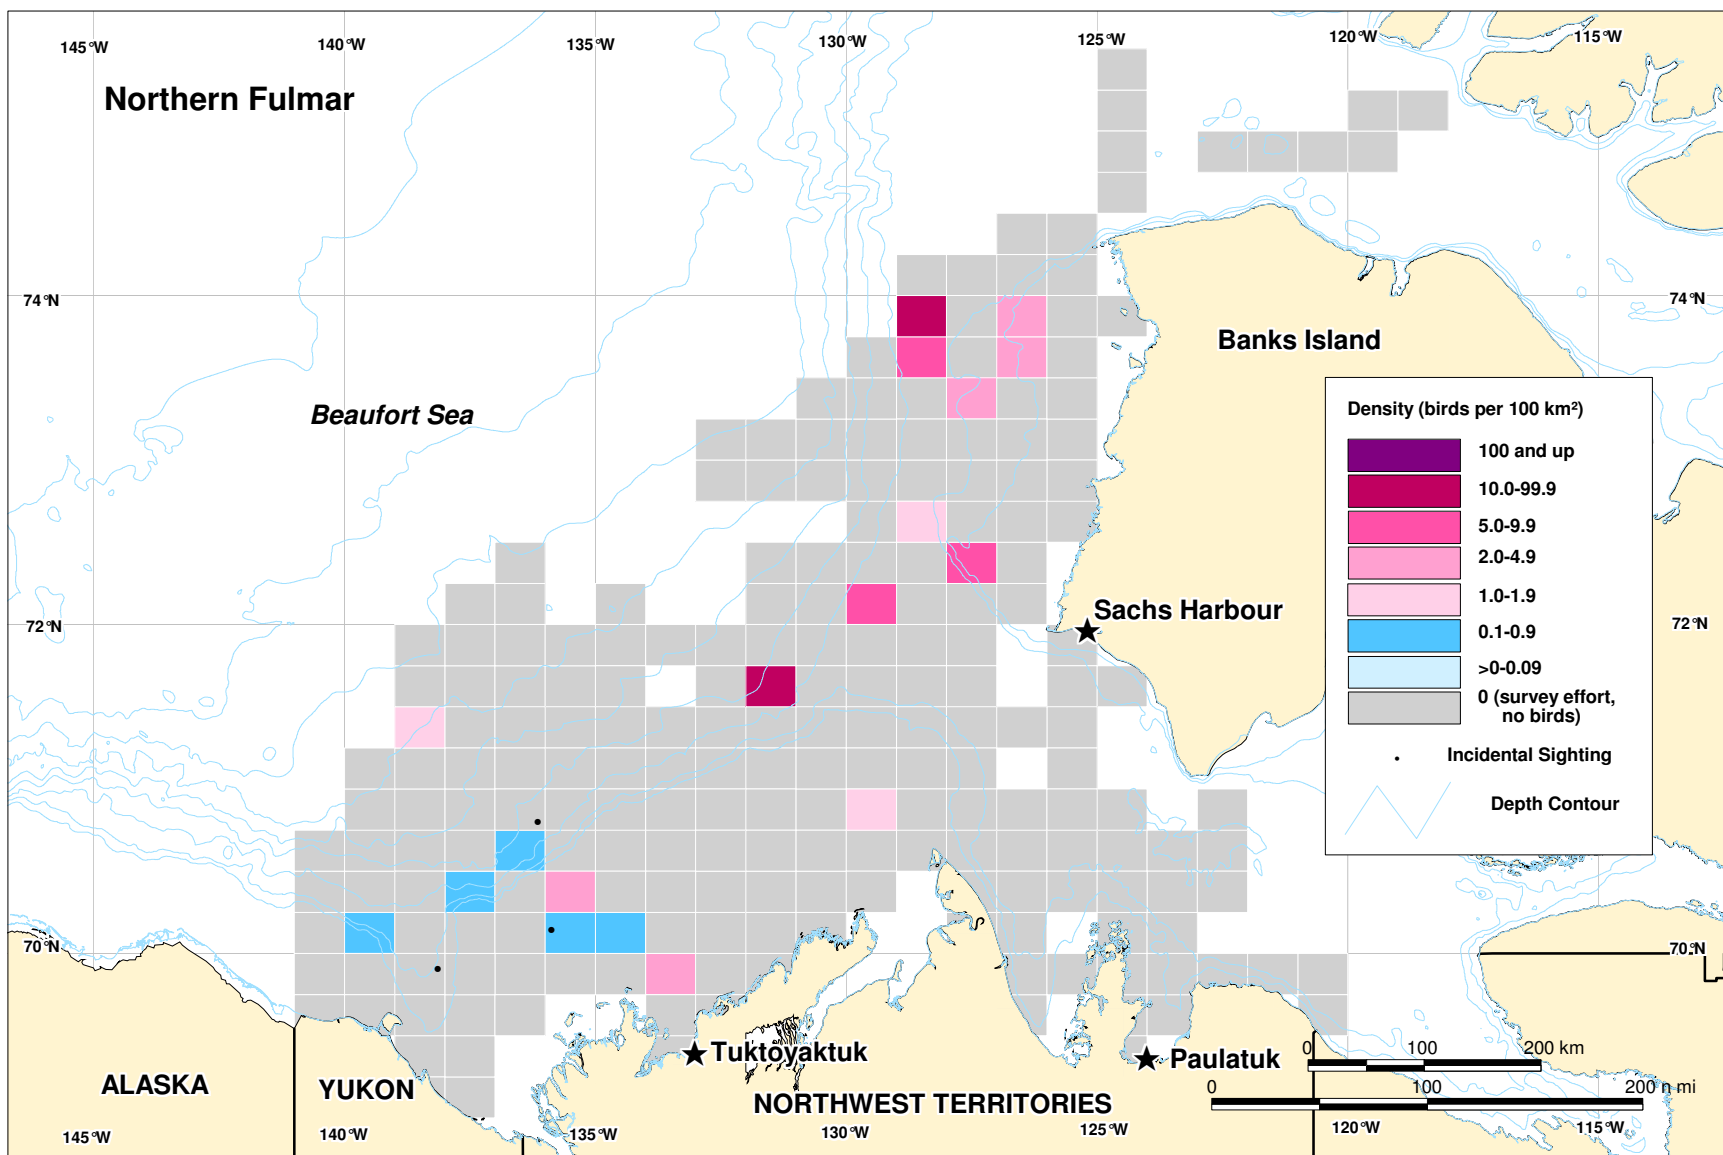 145°W 140°W 135°W 130°W 125°W 120°W 115°W
Northern Fulmar
74°N 74°N
Banks Island
Beaufort Sea
Density (birds per 100 km²)
100 and up
10.0-99.9
5.0-9.9
2.0-4.9
1.0-1.9
0.1-0.9
>0-0.09
0 (survey effort,
no birds)
Incidental Sighting
Depth Contour
Sachs Harbour
72°N 72°N
70°N 70°N
Tuktoyaktuk
Paulatuk
0 100 200 km
0 100 200 n mi
ALASKA
YUKON
NORTHWEST TERRITORIES
145°W 140°W 135°W 130°W 125°W 120°W 115°W